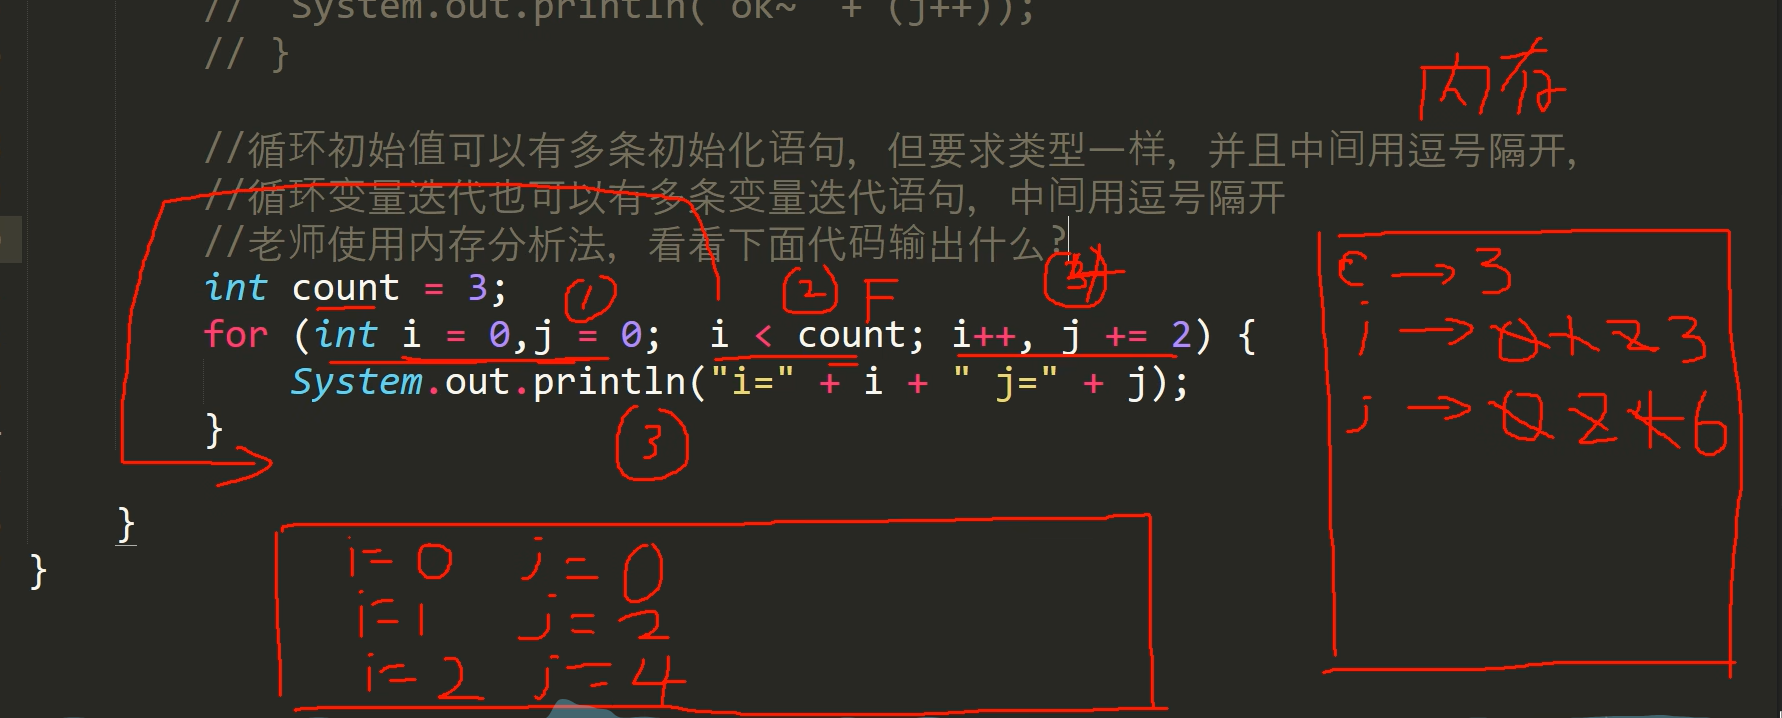 // System.out.println( ok~ + (j++));
// }
内存
//循环初始值可以有多条初始化语句，但要求类型一样，并且中间用逗号隔开，
//循环变量迭代也可以有多条变量迭代语句，中间用逗号隔开
//老师使用内存分析法，看看下面代码输出什么?
int count = 3;
① ② F
for (int i = 0,j = 0; i < count; i++, j += 2) {
System.out.println("i=" + i + " j=" + j);
}
③
}
}
c → 3
i → 0 1 2 3
j → 0 2 4 6
i=0 j=0
i=1 j=2
i=2 j=4